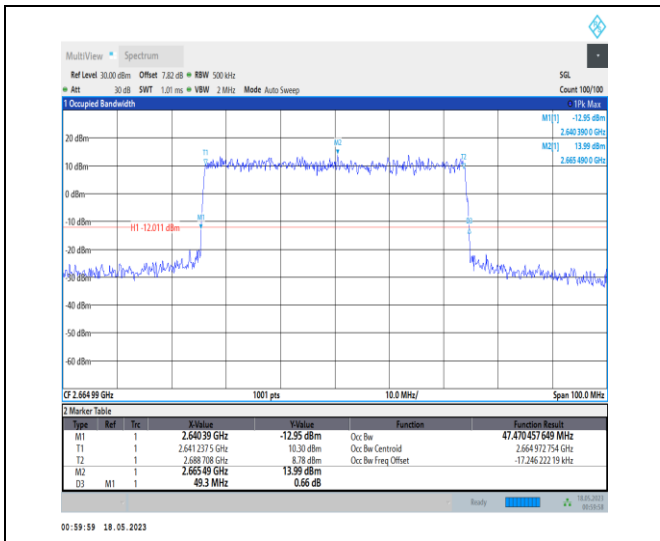 MultiView Spectrum
Ref Level 30.00 dBm Offset 7.82 dB RBW 500 kHz SGL
Att 30 dB SWT 1.01 ms VBW 2 MHz Mode Auto Sweep Count 100/100
1 Occupied Bandwidth 1Pk Max
M1[1] -12.95 dBm
2.640 390 0 GHz
M2[1] 13.99 dBm
2.665 490 0 GHz
20 dBm
M2
T1
T2
10 dBm
0 dBm
M1
-10 dBm
H1 -12.011 dBm
-20 dBm
-30 dBm
-40 dBm
-50 dBm
-60 dBm
CF 2.664 99 GHz 1001 pts 10.0 MHz/ Span 100.0 MHz
2 Marker Table
Type Ref Trc X-Value Y-Value Function Function Result
M1 1 2.640 39 GHz -12.95 dBm Occ Bw 47.470 457 649 MHz
T1 1 2.641 237 5 GHz 10.30 dBm Occ Bw Centroid 2.664 972 754 GHz
T2 1 2.688 708 GHz 8.78 dBm Occ Bw Freq Offset -17.246 222 19 kHz
M2 1 2.665 49 GHz 13.99 dBm
D3 M1 1 49.3 MHz 0.66 dB
Ready 18.05.2023
00:59:58
00:59:59 18.05.2023